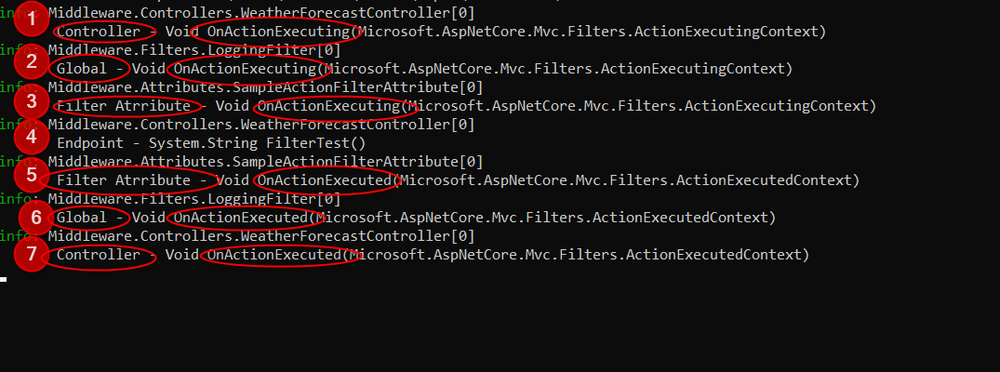 info: Middleware.Controllers.WeatherForecastController[0]
1 Controller - Void OnActionExecuting(Microsoft.AspNetCore.Mvc.Filters.ActionExecutingContext)
info: Middleware.Filters.LoggingFilter[0]
2 Global - Void OnActionExecuting(Microsoft.AspNetCore.Mvc.Filters.ActionExecutingContext)
info: Middleware.Attributes.SampleActionFilterAttribute[0]
3 Filter Atrribute - Void OnActionExecuting(Microsoft.AspNetCore.Mvc.Filters.ActionExecutingContext)
info: Middleware.Controllers.WeatherForecastController[0]
4 Endpoint - System.String FilterTest()
info: Middleware.Attributes.SampleActionFilterAttribute[0]
5 Filter Atrribute - Void OnActionExecuted(Microsoft.AspNetCore.Mvc.Filters.ActionExecutedContext)
info: Middleware.Filters.LoggingFilter[0]
6 Global - Void OnActionExecuted(Microsoft.AspNetCore.Mvc.Filters.ActionExecutedContext)
info: Middleware.Controllers.WeatherForecastController[0]
7 Controller - Void OnActionExecuted(Microsoft.AspNetCore.Mvc.Filters.ActionExecutedContext)